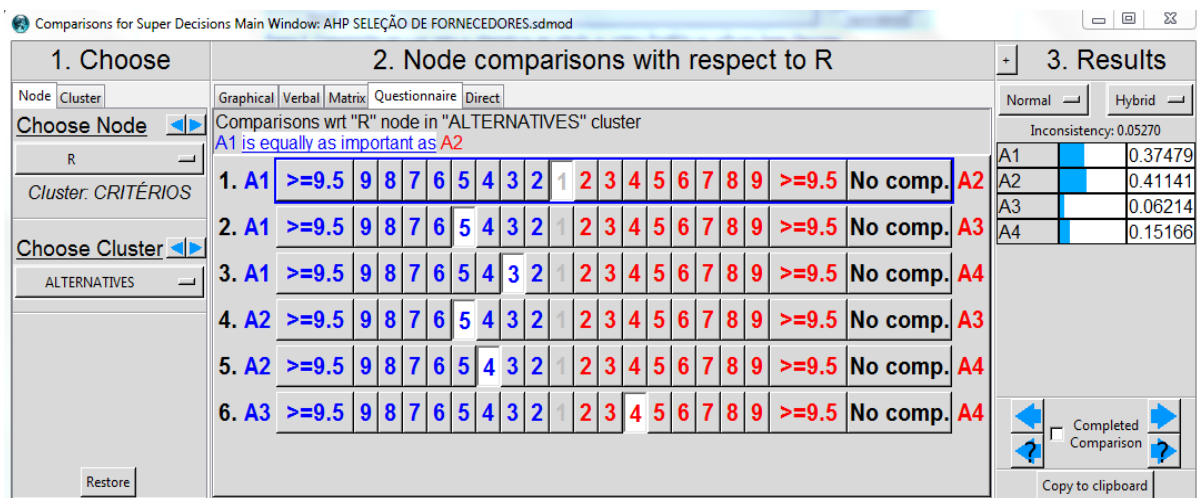 Comparisons for Super Decisions Main Window: AHP SELEÇÃO DE FORNECEDORES.sdmod
1. Choose
Node Cluster
Choose Node
R
Cluster: CRITÉRIOS
Choose Cluster
ALTERNATIVES
Restore
2. Node comparisons with respect to R
Graphical Verbal Matrix Questionnaire Direct
Comparisons wrt "R" node in "ALTERNATIVES" cluster
A1 is equally as important as A2
1. A1 >=9.5 9 8 7 6 5 4 3 2 1 2 3 4 5 6 7 8 9 >=9.5 No comp. A2
2. A1 >=9.5 9 8 7 6 5 4 3 2 1 2 3 4 5 6 7 8 9 >=9.5 No comp. A3
3. A1 >=9.5 9 8 7 6 5 4 3 2 1 2 3 4 5 6 7 8 9 >=9.5 No comp. A4
4. A2 >=9.5 9 8 7 6 5 4 3 2 1 2 3 4 5 6 7 8 9 >=9.5 No comp. A3
5. A2 >=9.5 9 8 7 6 5 4 3 2 1 2 3 4 5 6 7 8 9 >=9.5 No comp. A4
6. A3 >=9.5 9 8 7 6 5 4 3 2 1 2 3 4 5 6 7 8 9 >=9.5 No comp. A4
+ 3. Results
Normal Hybrid
Inconsistency: 0.05270
A1 0.37479
A2 0.41141
A3 0.06214
A4 0.15166
Completed
Comparison
? ?
Copy to clipboard